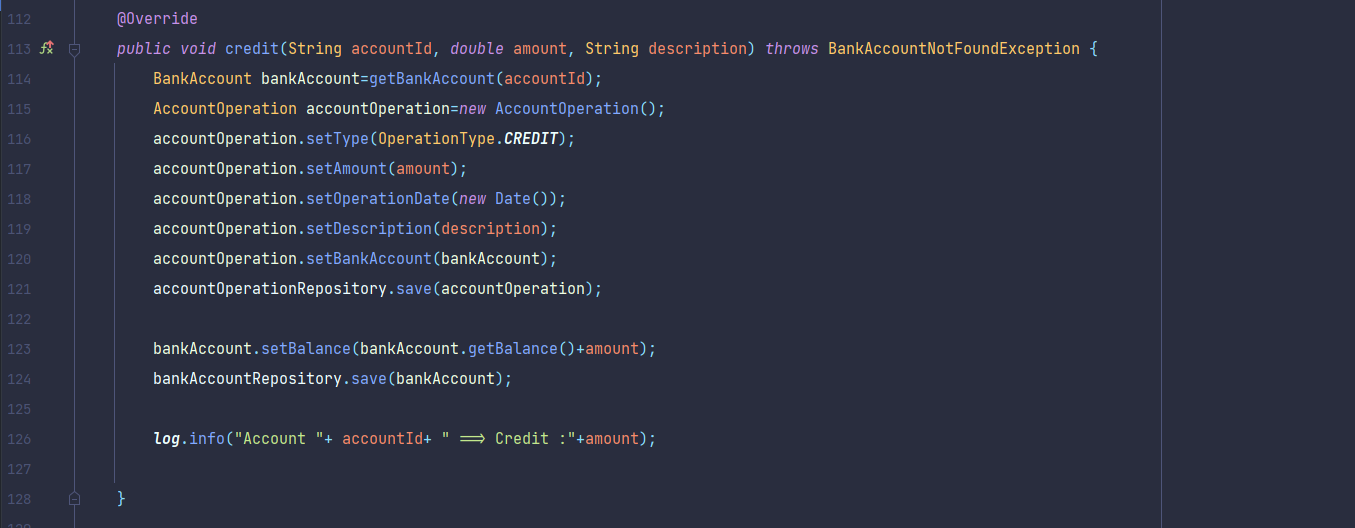 112 @Override
113 public void credit(String accountId, double amount, String description) throws BankAccountNotFoundException {
114 BankAccount bankAccount=getBankAccount(accountId);
115 AccountOperation accountOperation=new AccountOperation();
116 accountOperation.setType(OperationType.CREDIT);
117 accountOperation.setAmount(amount);
118 accountOperation.setOperationDate(new Date());
119 accountOperation.setDescription(description);
120 accountOperation.setBankAccount(bankAccount);
121 accountOperationRepository.save(accountOperation);
122
123 bankAccount.setBalance(bankAccount.getBalance()+amount);
124 bankAccountRepository.save(bankAccount);
125
126 log.info("Account "+ accountId+ " ==> Credit :"+amount);
127
128 }